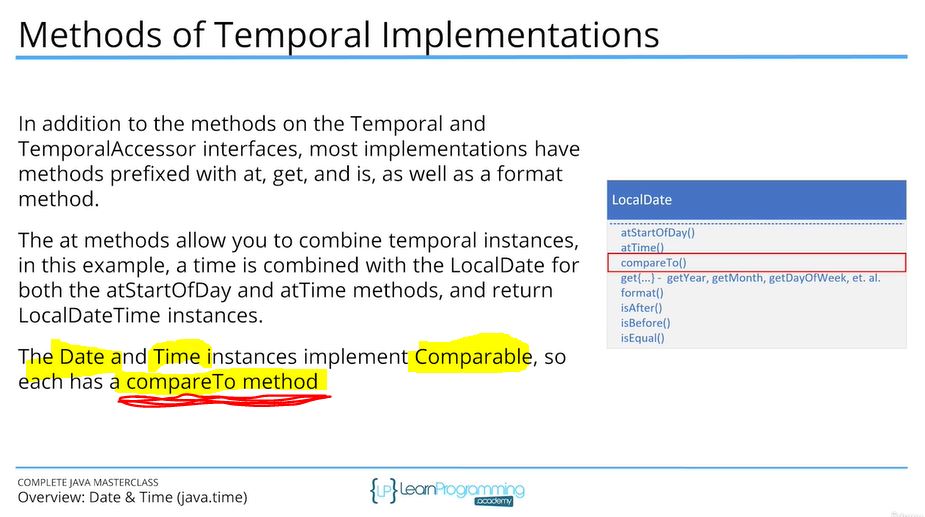 Methods of Temporal Implementations
In addition to the methods on the Temporal and
TemporalAccessor interfaces, most implementations have
methods prefixed with at, get, and is, as well as a format
method.
The at methods allow you to combine temporal instances,
in this example, a time is combined with the LocalDate for
both the atStartOfDay and atTime methods, and return
LocalDateTime instances.
The Date and Time instances implement Comparable, so
each has a compareTo method
LocalDate
atStartOfDay()
atTime()
compareTo()
get{...} - getYear, getMonth, getDayOfWeek, et. al.
format()
isAfter()
isBefore()
isEqual()
COMPLETE JAVA MASTERCLASS
Overview: Date & Time (java.time)
{LP} LearnProgramming
.academy